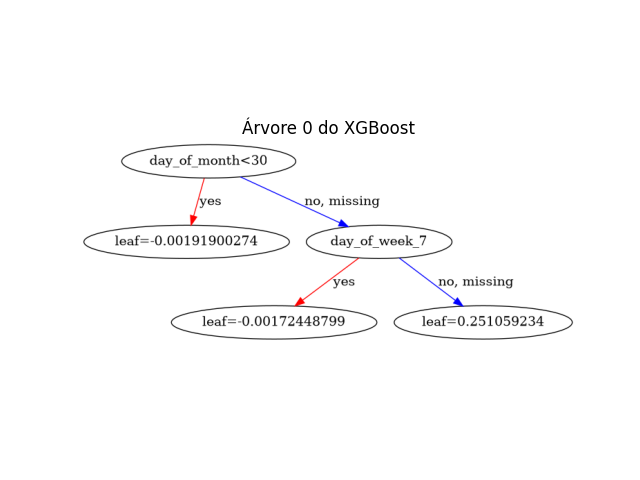 Árvore 0 do XGBoost
day_of_month<30
yes
no, missing
leaf=-0.00191900274
day_of_week_7
yes
no, missing
leaf=-0.00172448799
leaf=0.251059234